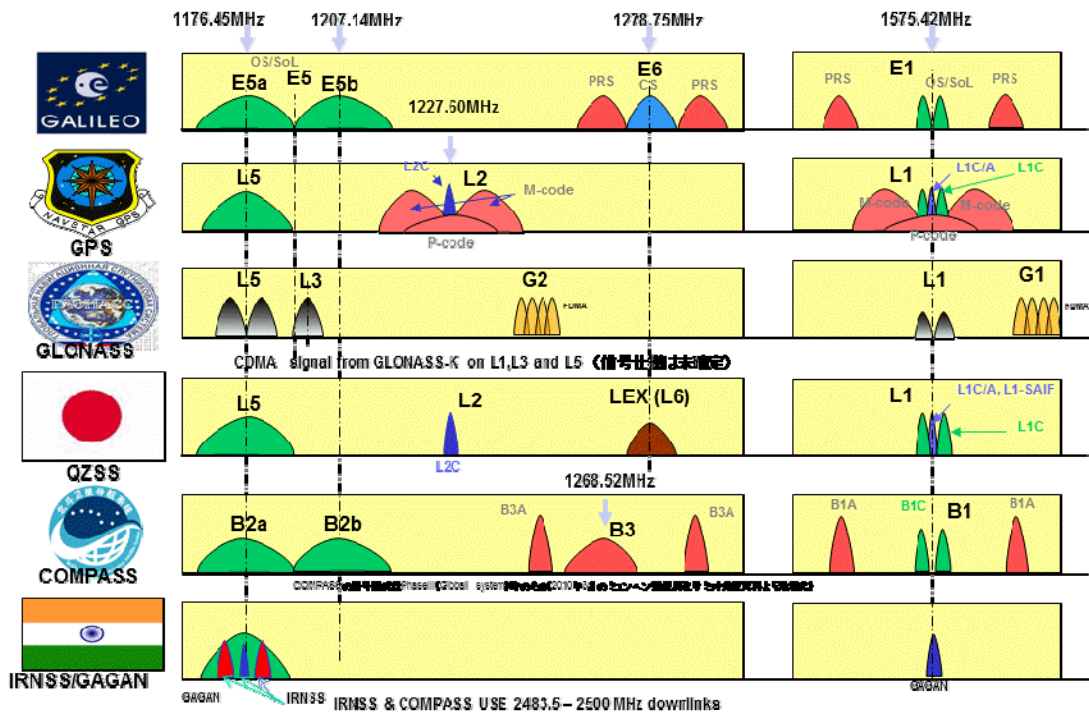 1176.45MHz 1207.14MHz 1278.75MHz 1575.42MHz
OS/SoL
E5a E5 E5b E6 E1
PRS CS PRS PRS OS/SoL PRS
1227.60MHz
GALILEO
L5 L2C L2 L1 L1C/A L1C
M-code M-code M-code
P-code P-code
NAVSTAR GPS
GPS
L5 L3 G2 L1 G1
FDMA FDMA
GLONASS
CDMA signal from GLONASS-K on L1,L3 and L5
L5 L2 LEX (L6) L1 L1C/A, L1-SAIF
L1C
L2C
QZSS
1268.52MHz
B3A B3A B1A B1C B1 B1A
B2a B2b B3
COMPASS
IRNSS/GAGAN
GAGAN IRNSS GAGAN
IRNSS & COMPASS USE 2483.5 – 2500 MHz downlinks